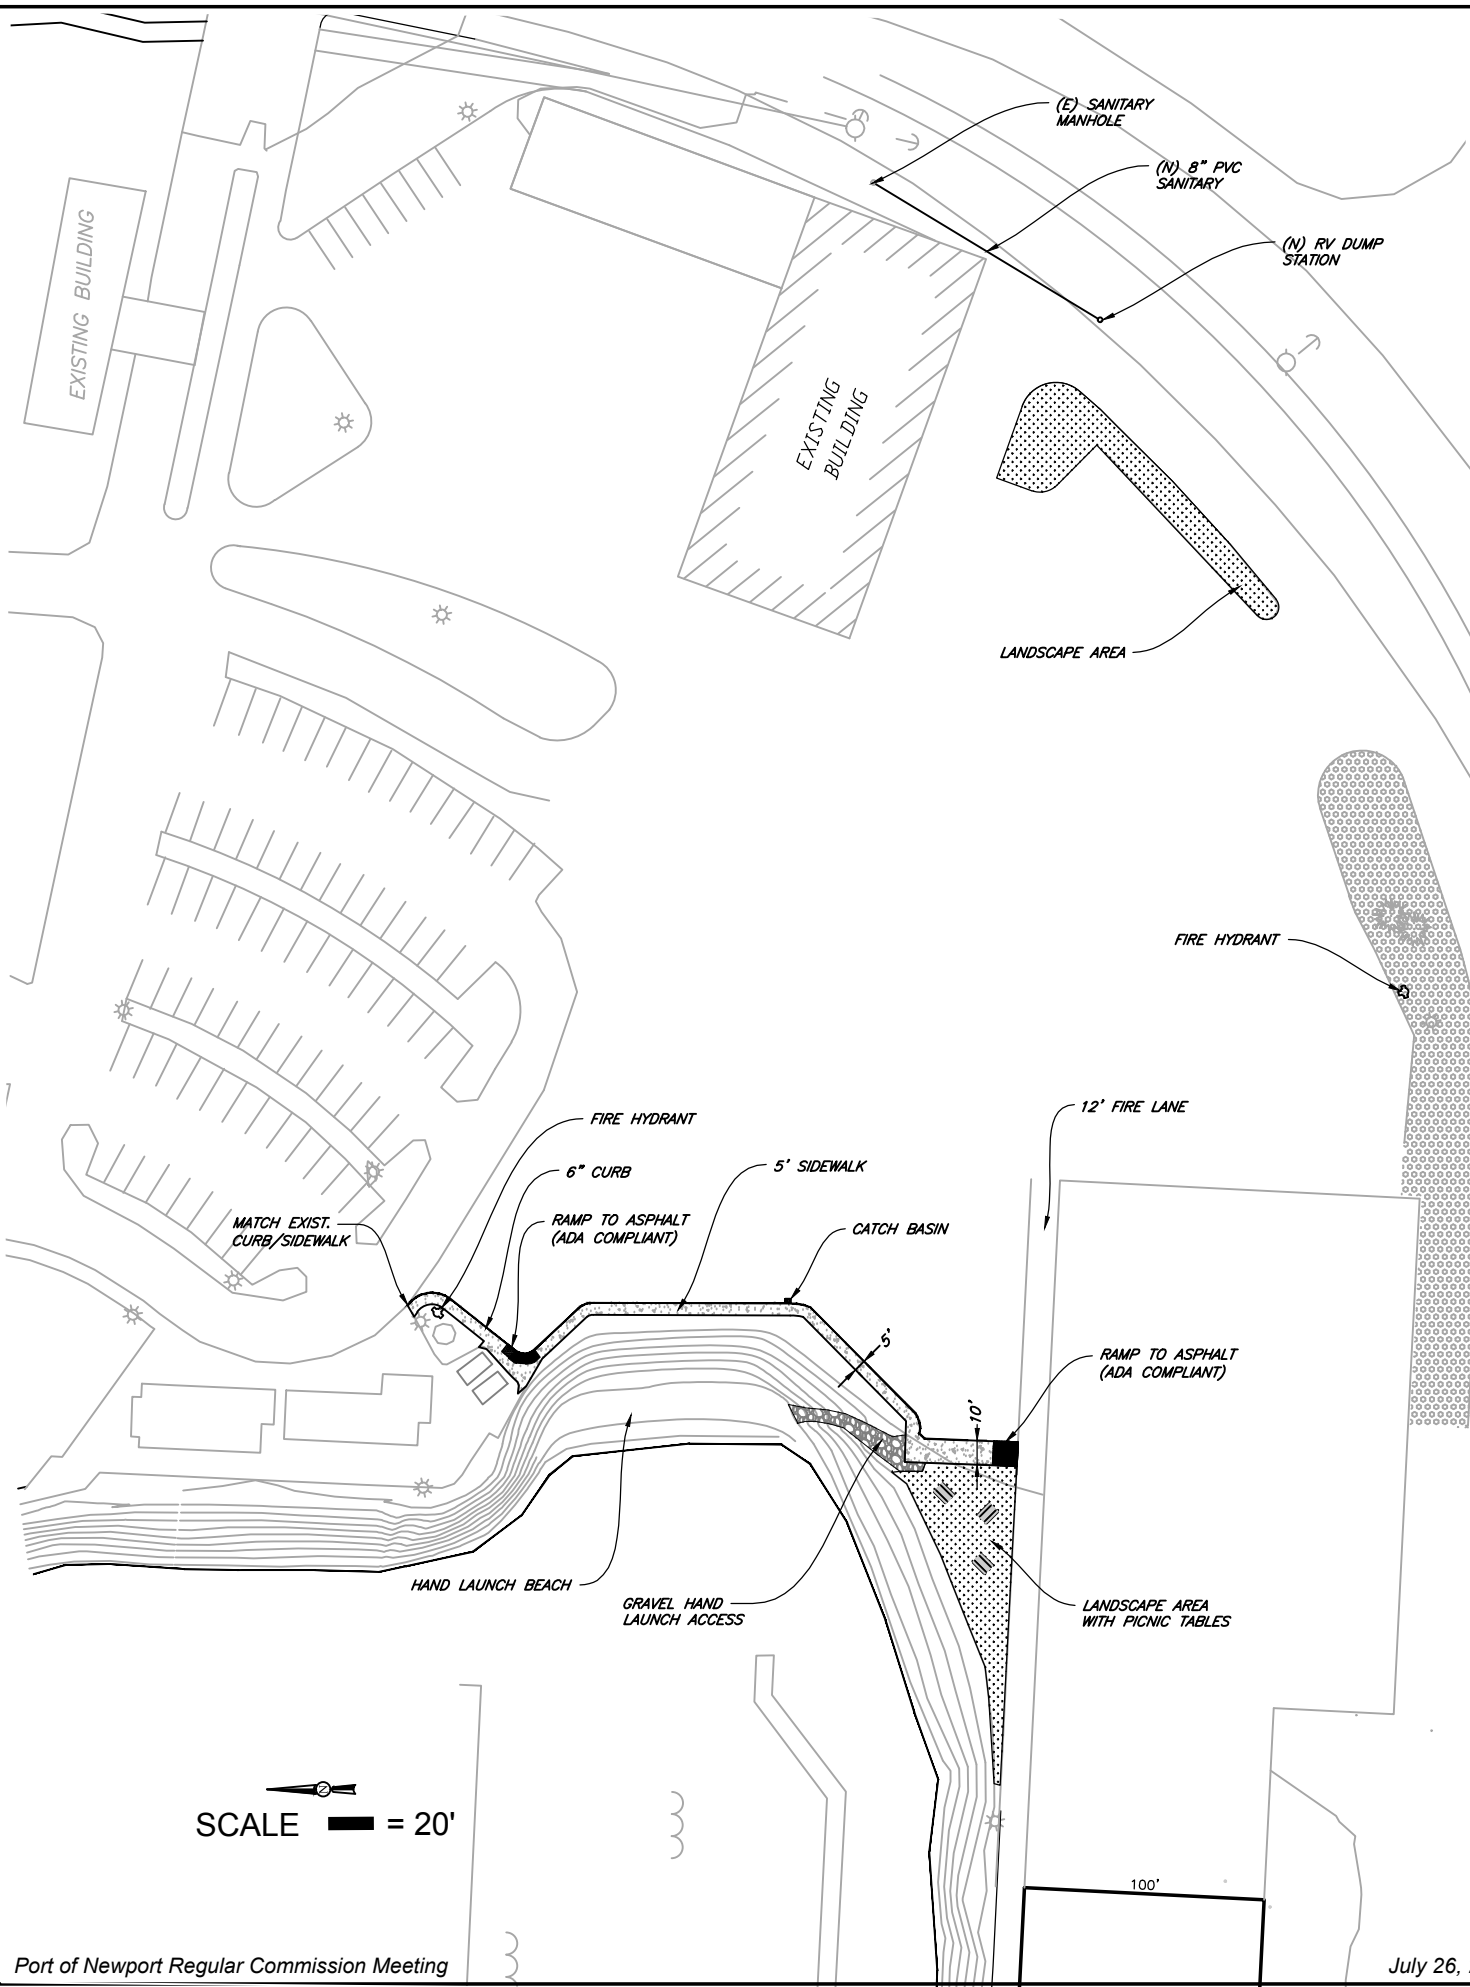 (E) SANITARY
MANHOLE
(N) 8" PVC
SANITARY
(N) RV DUMP
STATION
EXISTING BUILDING
EXISTING
BUILDING
LANDSCAPE AREA
FIRE HYDRANT
12' FIRE LANE
FIRE HYDRANT
6" CURB
5' SIDEWALK
MATCH EXIST.
CURB/SIDEWALK
RAMP TO ASPHALT
(ADA COMPLIANT)
CATCH BASIN
5'
RAMP TO ASPHALT
(ADA COMPLIANT)
10'
HAND LAUNCH BEACH
GRAVEL HAND
LAUNCH ACCESS
LANDSCAPE AREA
WITH PICNIC TABLES
N
SCALE = 20'
100'
Port of Newport Regular Commission Meeting
July 26,